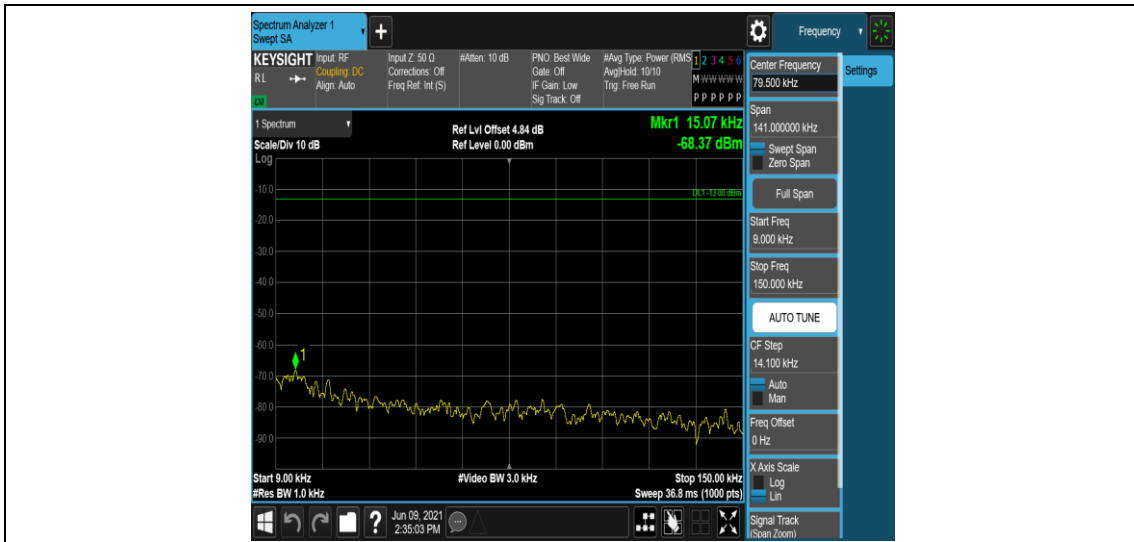 Spectrum Analyzer 1
Swept SA
+
Frequency
KEYSIGHT
RL
LXI
Input: RF
Coupling: DC
Align: Auto
Input Z: 50 Ω
Corrections: Off
Freq Ref: Int (S)
#Atten: 10 dB
PNO: Best Wide
Gate: Off
IF Gain: Low
Sig Track: Off
#Avg Type: Power (RMS
Avg|Hold: 10/10
Trig: Free Run
1 2 3 4 5 6
M W W W W W
P P P P P P
1 Spectrum
Scale/Div 10 dB
Ref Lvl Offset 4.84 dB
Ref Level 0.00 dBm
Mkr1 15.07 kHz
-68.37 dBm
Log
DL1 -13.00 dBm
-10.0
-20.0
-30.0
-40.0
-50.0
-60.0
-70.0
-80.0
-90.0
1
Start 9.00 kHz
#Res BW 1.0 kHz
#Video BW 3.0 kHz
Stop 150.00 kHz
Sweep 36.8 ms (1000 pts)
?
Jun 09, 2021
2:35:03 PM
Center Frequency
79.500 kHz
Settings
Span
141.000000 kHz
Swept Span
Zero Span
Full Span
Start Freq
9.000 kHz
Stop Freq
150.000 kHz
AUTO TUNE
CF Step
14.100 kHz
Auto
Man
Freq Offset
0 Hz
X Axis Scale
Log
Lin
Signal Track
(Span Zoom)